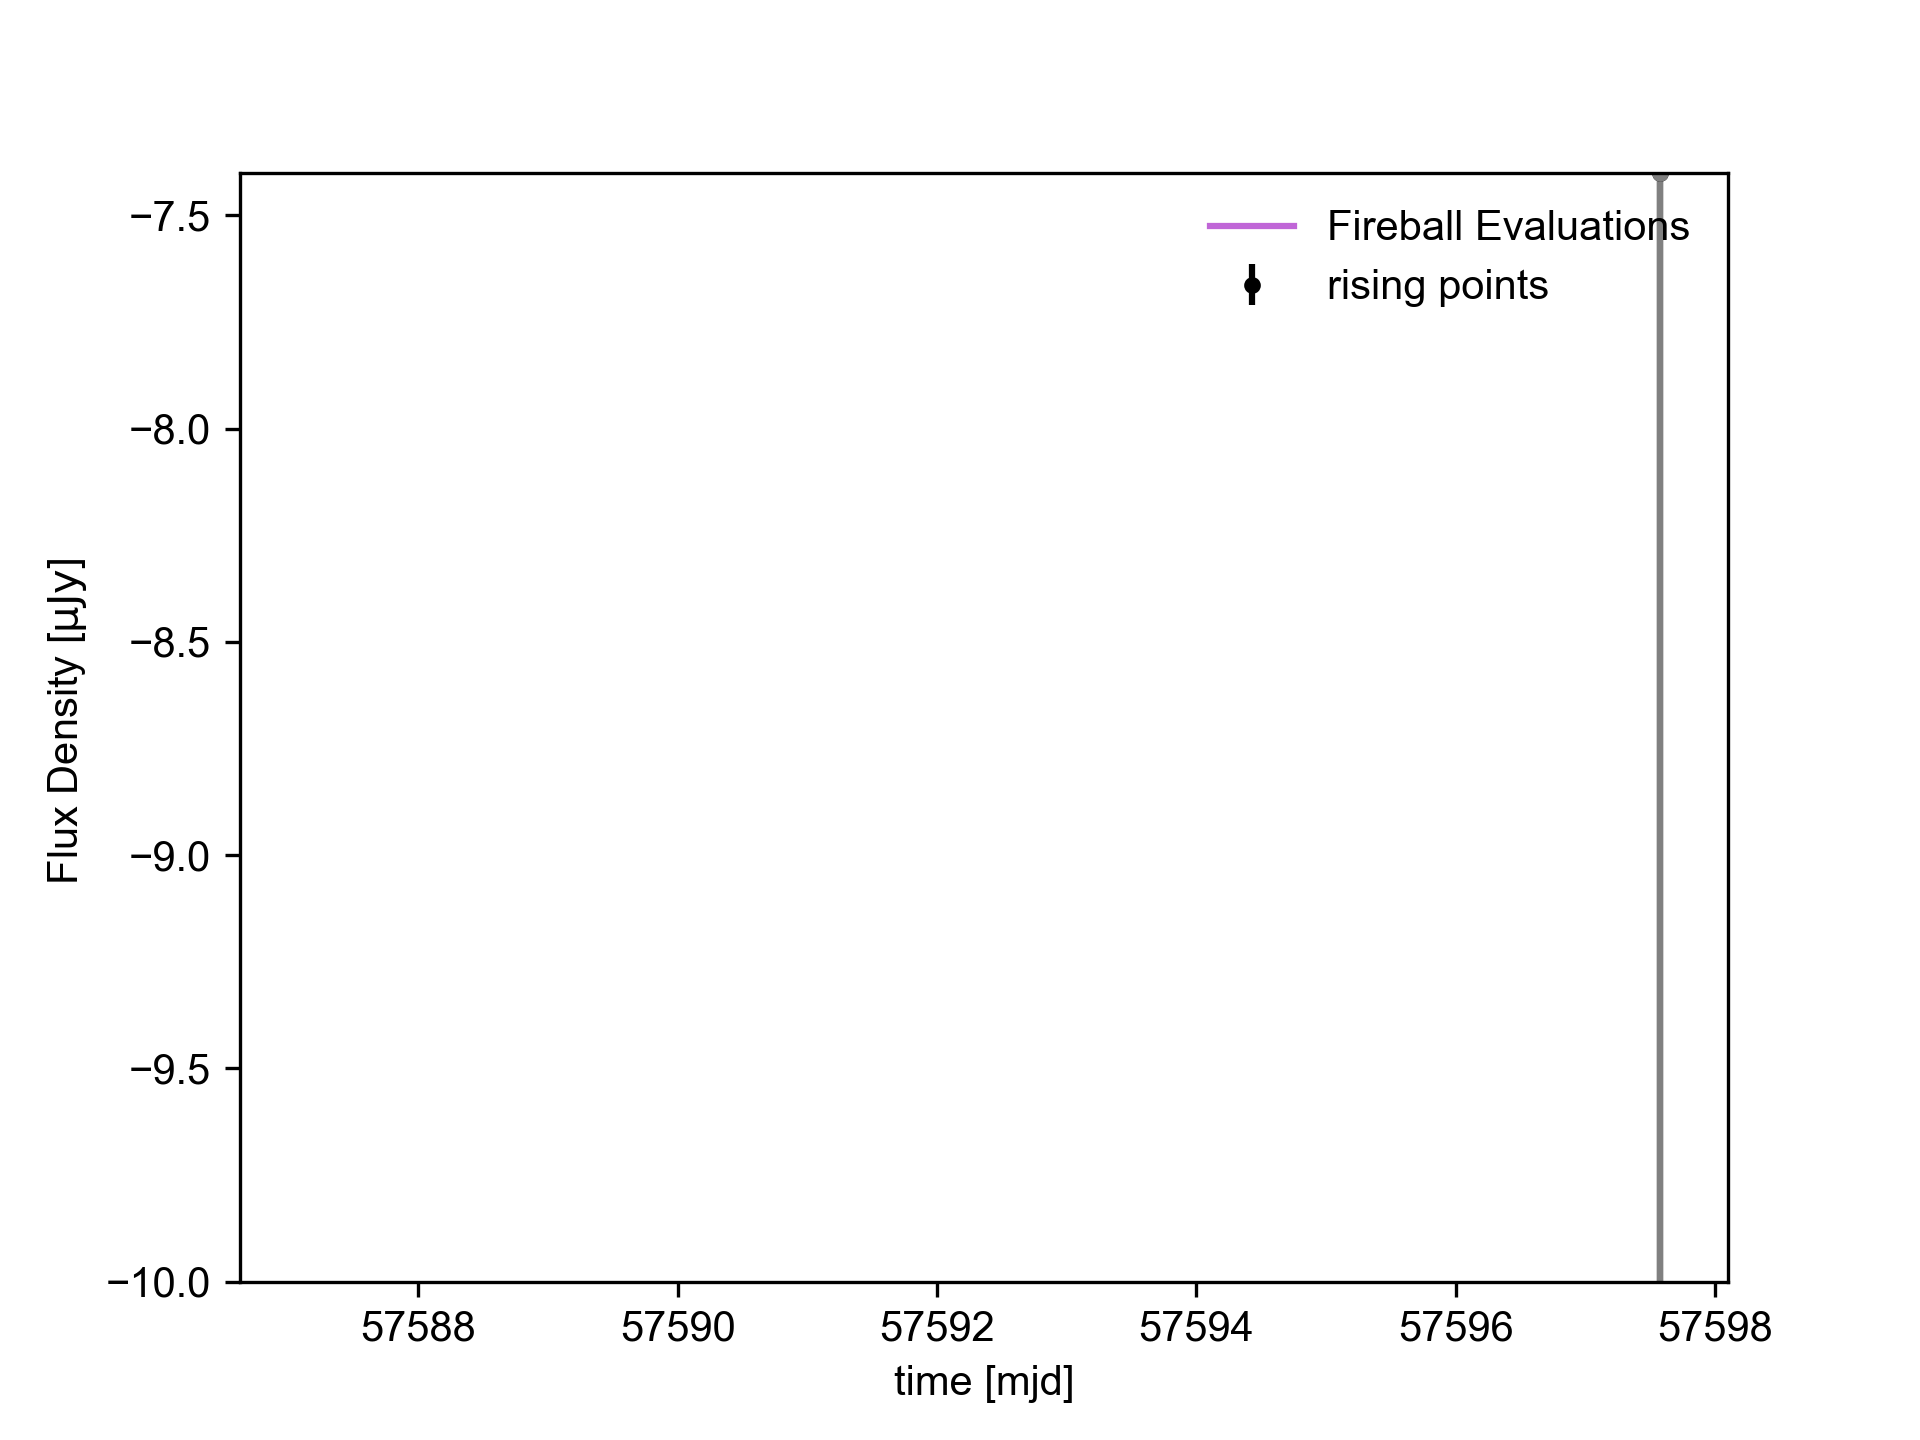 Fireball Evaluations
rising points
−7.5
−8.0
−8.5
−9.0
−9.5
−10.0
Flux Density [µJy]
57588 57590 57592 57594 57596 57598
time [mjd]